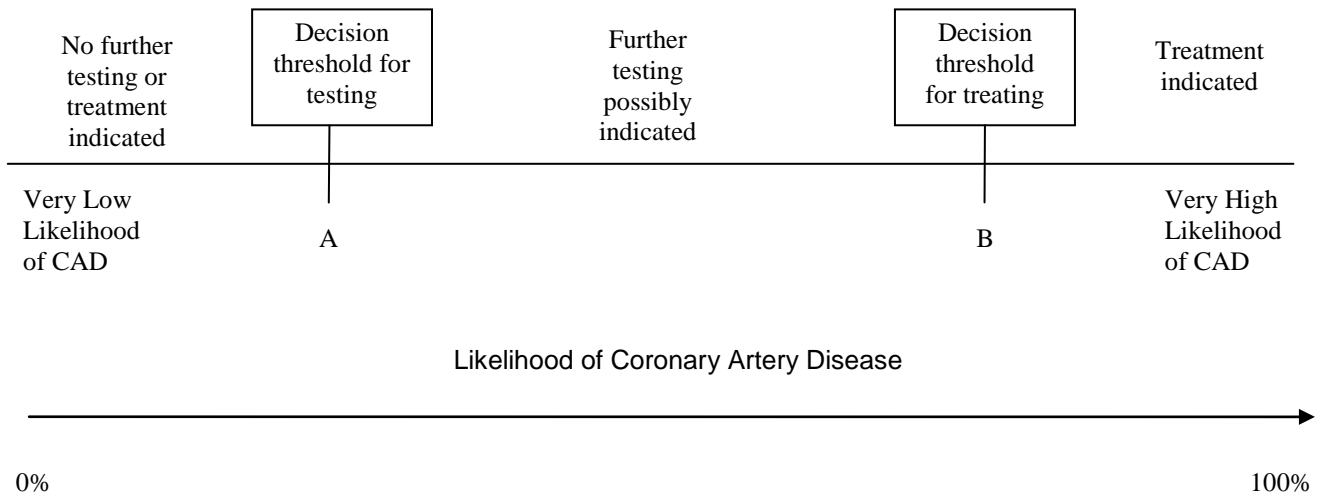 No further
testing or
treatment
indicated
Decision
threshold for
testing
Further
testing
possibly
indicated
Decision
threshold
for treating
Treatment
indicated
Very Low
Likelihood
of CAD
A
B
Very High
Likelihood
of CAD
Likelihood of Coronary Artery Disease
0%
100%